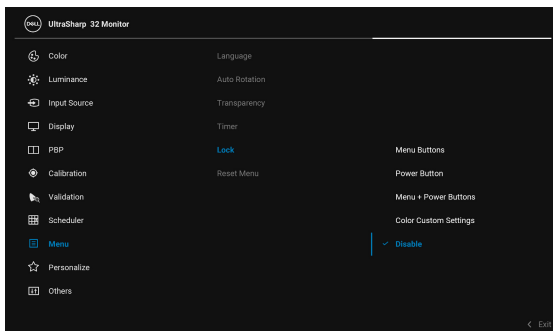 DELL UltraSharp 32 Monitor
Color Language
Luminance Auto Rotation
Input Source Transparency
Display Timer
PBP Lock Menu Buttons
Calibration Reset Menu Power Button
Validation Menu + Power Buttons
Scheduler Color Custom Settings
Menu Disable
Personalize
Others
Exit